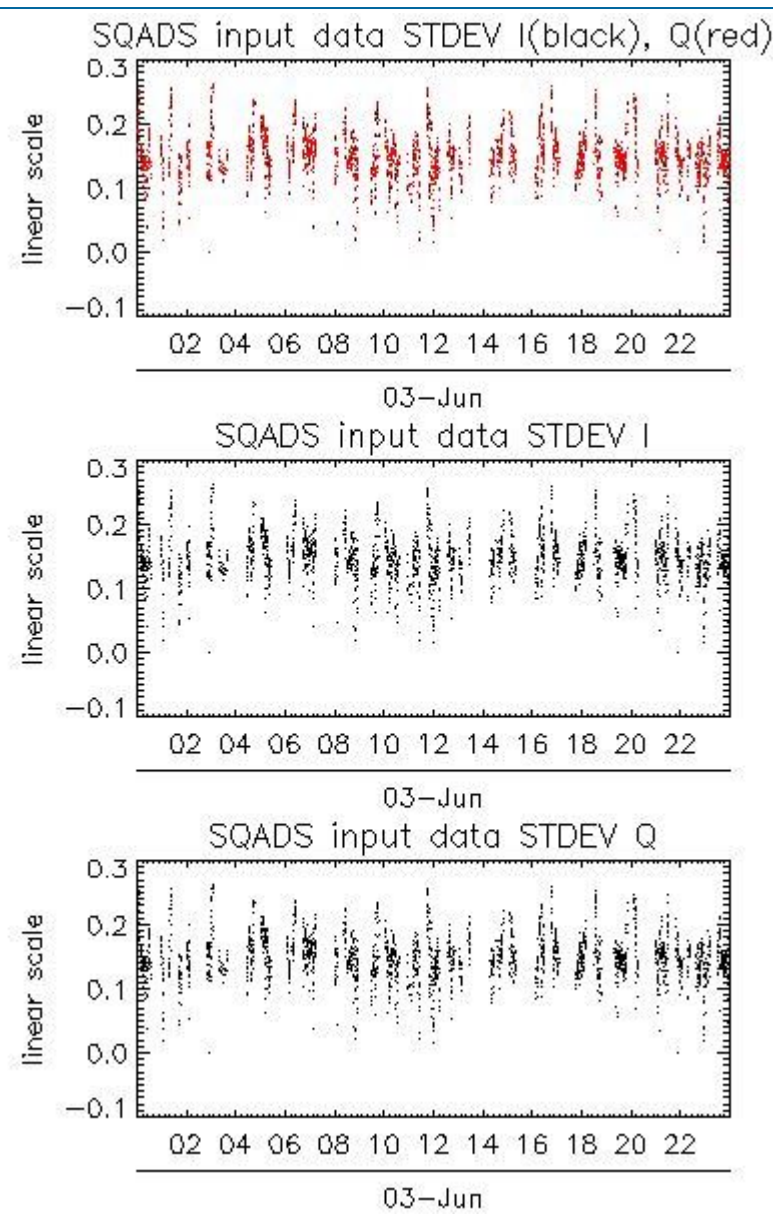 SQADS input data STDEV I(black), Q(red)
0.3
0.2
0.1
0.0
−0.1
linear scale
02 04 06 08 10 12 14 16 18 20 22
03−Jun
SQADS input data STDEV I
0.3
0.2
0.1
0.0
−0.1
linear scale
02 04 06 08 10 12 14 16 18 20 22
03−Jun
SQADS input data STDEV Q
0.3
0.2
0.1
0.0
−0.1
linear scale
02 04 06 08 10 12 14 16 18 20 22
03−Jun